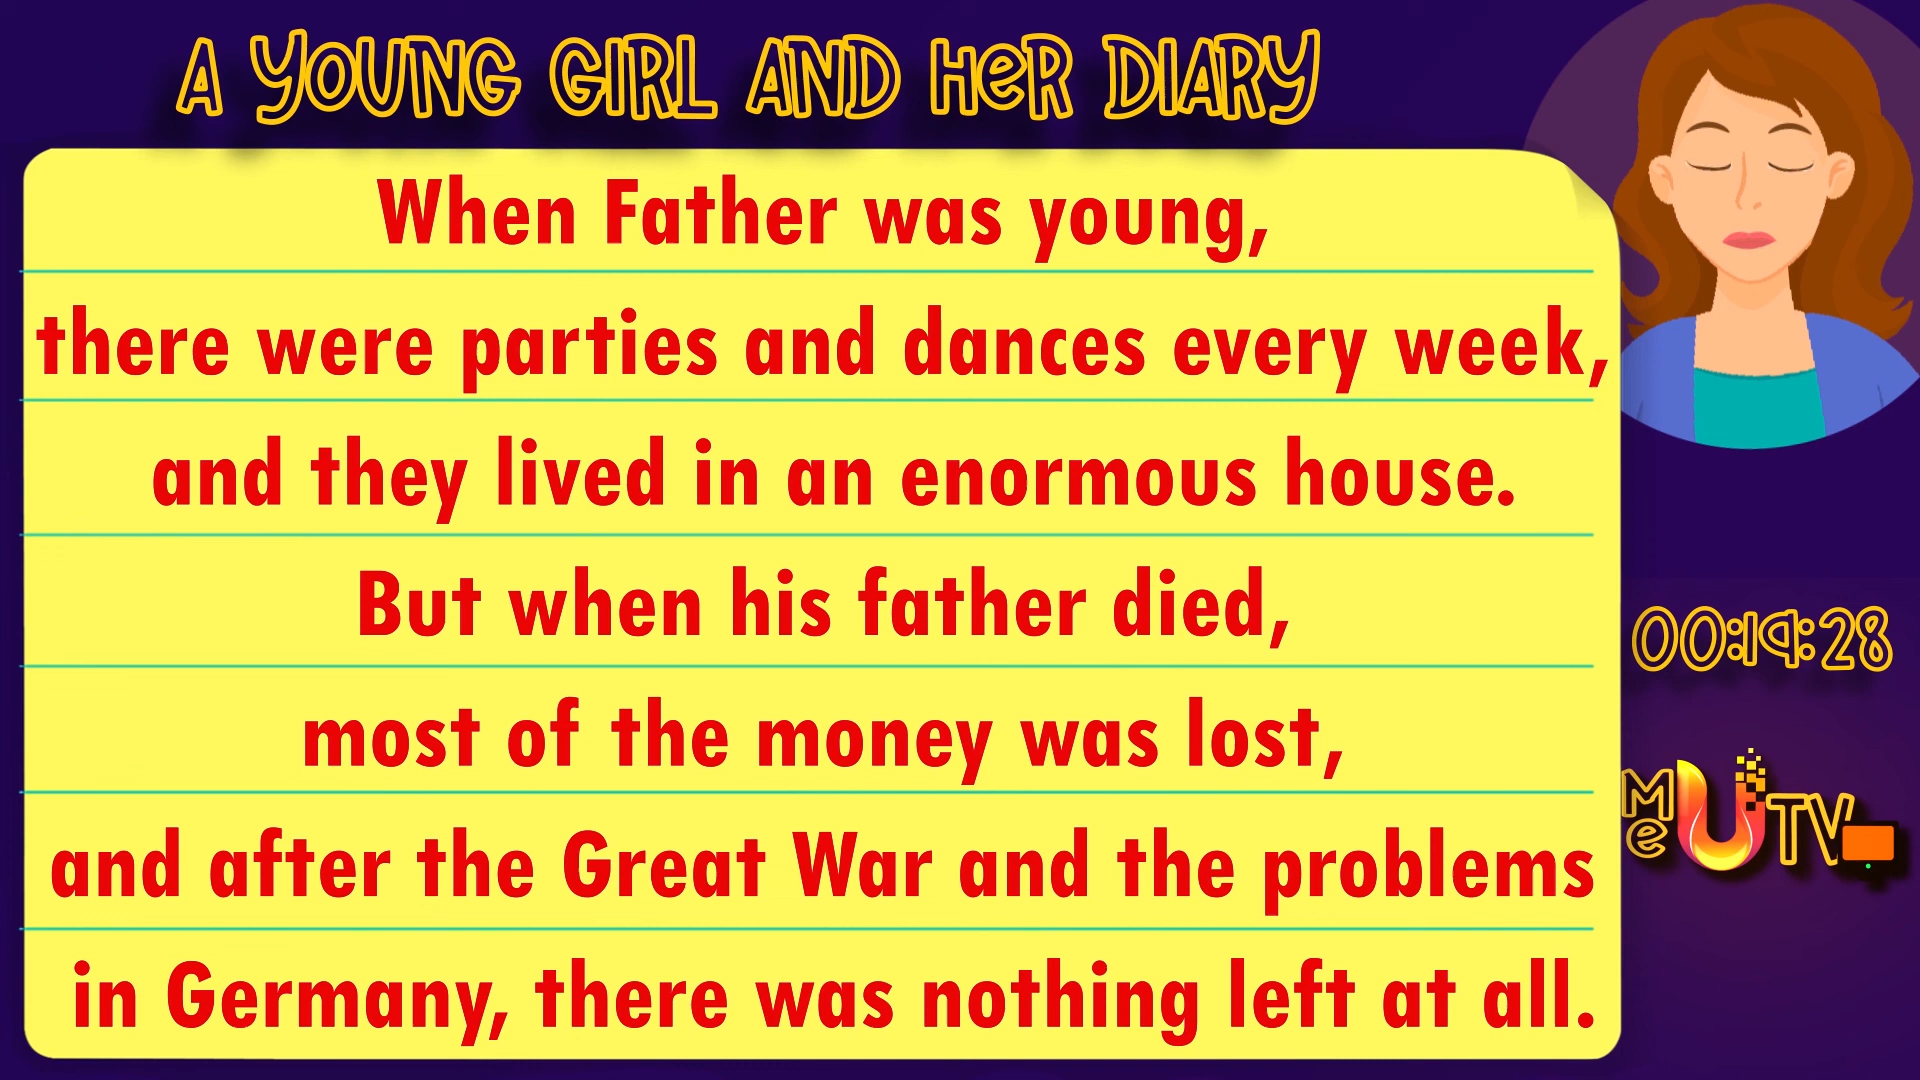 A YOUNG GIRL AND HeR DIARY
When Father was young,
there were parties and dances every week,
and they lived in an enormous house.
But when his father died,
most of the money was lost,
and after the Great War and the problems
in Germany, there was nothing left at all.
00:19:28
Me UTV